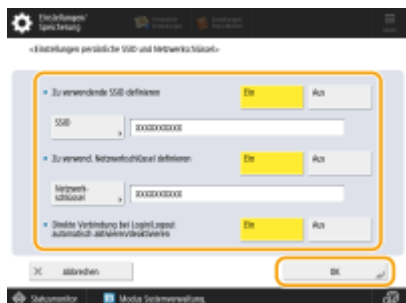 Einstellungen/
Speicherung
<Einstellungen persönliche SSID und Netzwerkschlüssel>
Zu verwendende SSID definieren
Ein
Aus
SSID
XXXXXXXXXX
Zu verwend. Netzwerkschlüssel definieren
Ein
Aus
Netzwerk-
schlüssel
XXXXXXXXXX
Direkte Verbindung bei Login/Logout
automatisch aktivieren/deaktivieren
Ein
Aus
Abbrechen
OK
Statusmonitor
Modus Systemverwaltung